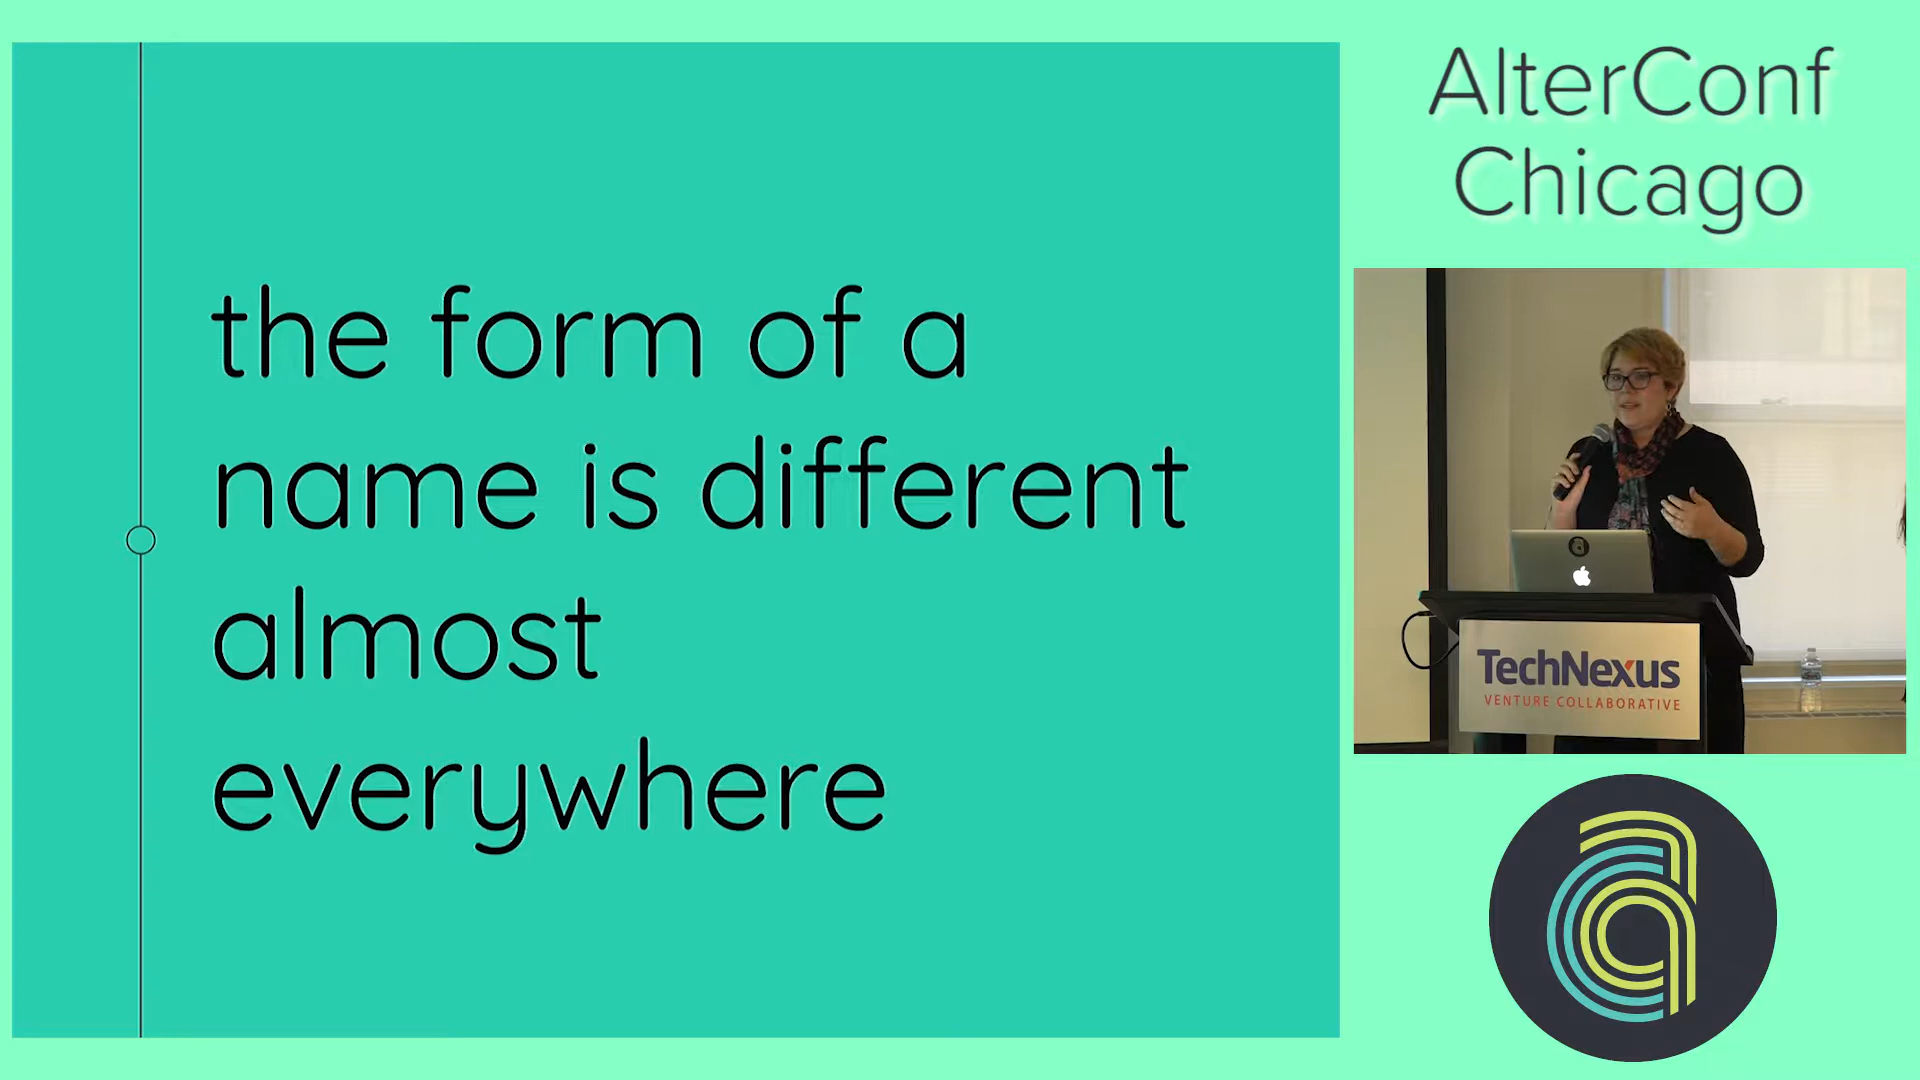 the form of a
name is different
almost
everywhere
AlterConf
Chicago
TechNexus
VENTURE COLLABORATIVE